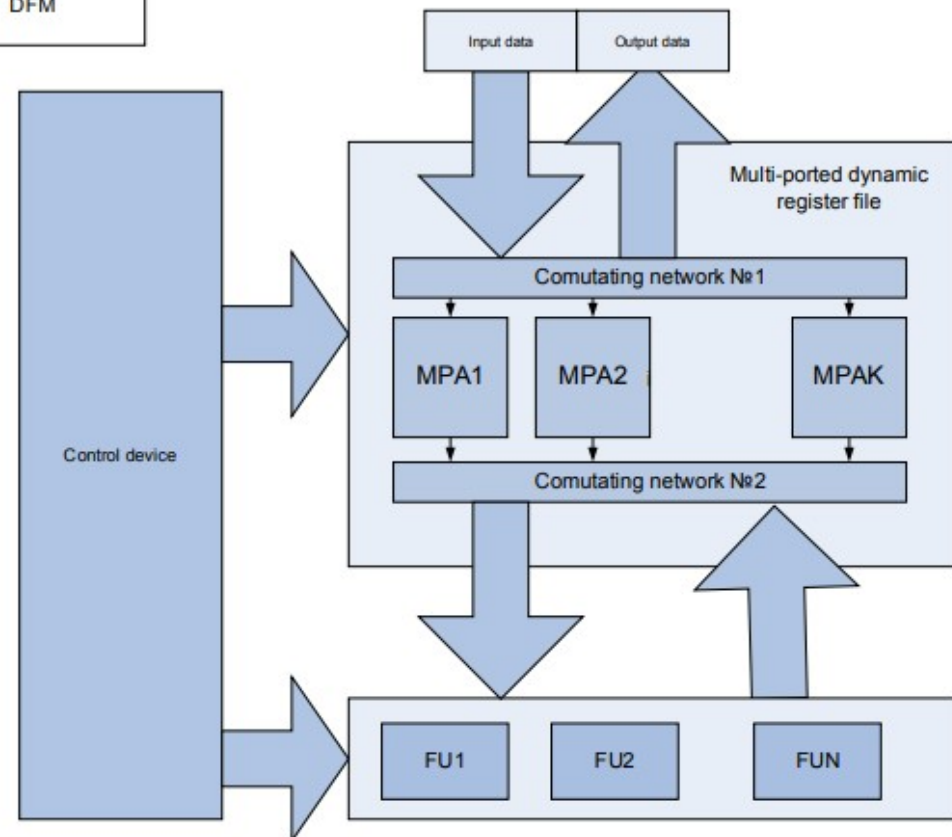 DFM
Input data
Output data
Multi-ported dynamic
register file
Comutating network №1
MPA1
MPA2
MPAK
Control device
Comutating network №2
FU1
FU2
FUN